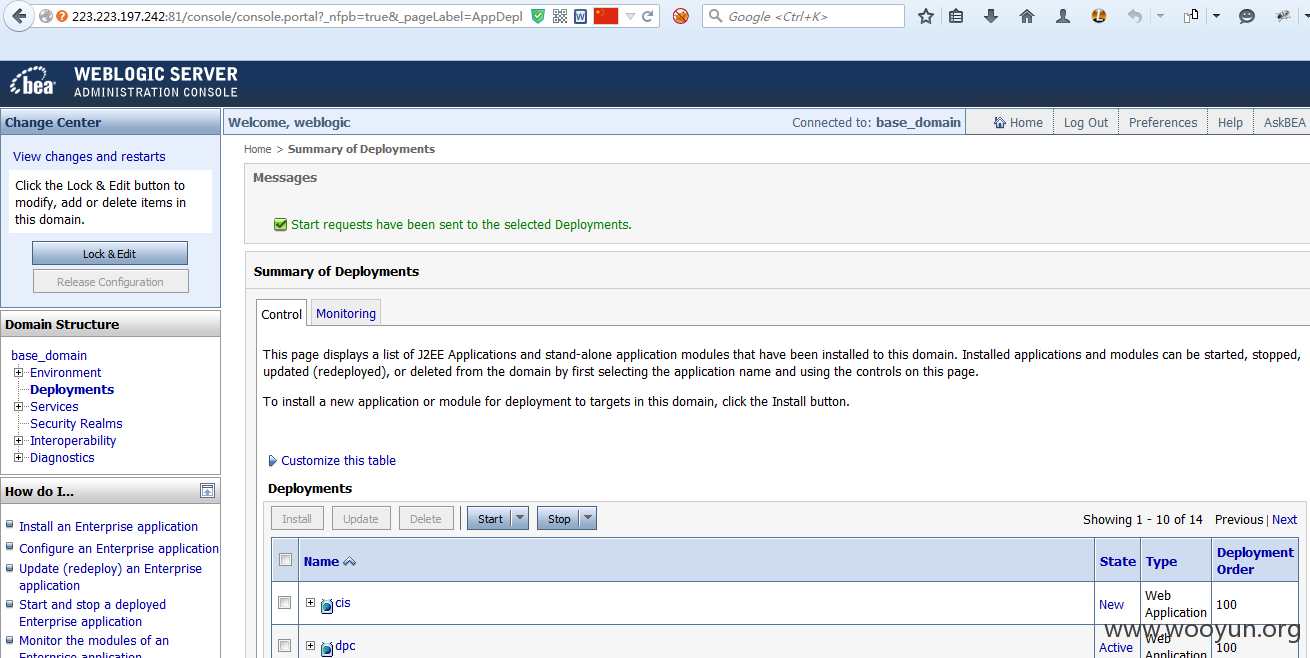 223.223.197.242:81/console/console.portal?_nfpb=true&_pageLabel=AppDepl
Google <Ctrl+K>
bea WEBLOGIC SERVER
ADMINISTRATION CONSOLE
Change Center
View changes and restarts
Click the Lock & Edit button to
modify, add or delete items in
this domain.
Lock & Edit
Release Configuration
Domain Structure
base_domain
Environment
Deployments
Services
Security Realms
Interoperability
Diagnostics
How do I...
Install an Enterprise application
Configure an Enterprise application
Update (redeploy) an Enterprise
application
Start and stop a deployed
Enterprise application
Monitor the modules of an
Enterprise application
Welcome, weblogic
Connected to: base_domain
Home
Log Out
Preferences
Help
AskBEA
Home > Summary of Deployments
Messages
Start requests have been sent to the selected Deployments.
Summary of Deployments
Control
Monitoring
This page displays a list of J2EE Applications and stand-alone application modules that have been installed to this domain. Installed applications and modules can be started, stopped,
updated (redeployed), or deleted from the domain by first selecting the application name and using the controls on this page.
To install a new application or module for deployment to targets in this domain, click the Install button.
Customize this table
Deployments
Install
Update
Delete
Start
Stop
Showing 1 - 10 of 14 Previous | Next
Name
State
Type
Deployment
Order
cis
New
Web
Application
100
dpc
Active
Web
Application
100
www.wooyun.org